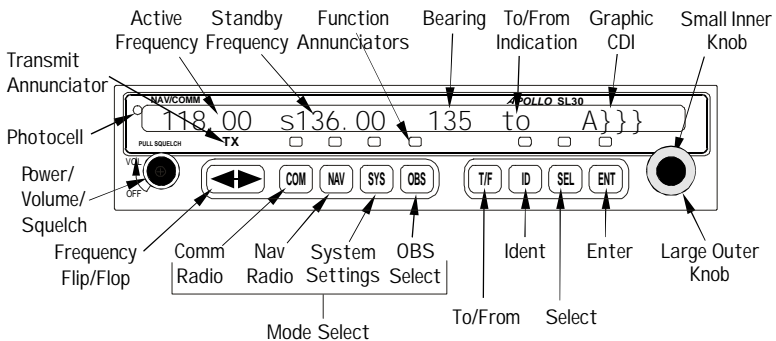 Active Frequency
Standby Frequency
Function Annunciators
Bearing
To/From Indication
Graphic CDI
Small Inner Knob
Transmit Annunciator
Photocell
Power/ Volume/ Squelch
NAV/COMM
APOLLO SL30
118.00 s136.00 135 to A}}}
PULL SQUELCH
TX
VOL
OFF
COM
NAV
SYS
OBS
T/F
ID
SEL
ENT
Frequency Flip/Flop
Comm Radio
Nav Radio
System Settings
OBS Select
Mode Select
To/From
Ident
Select
Enter
Large Outer Knob